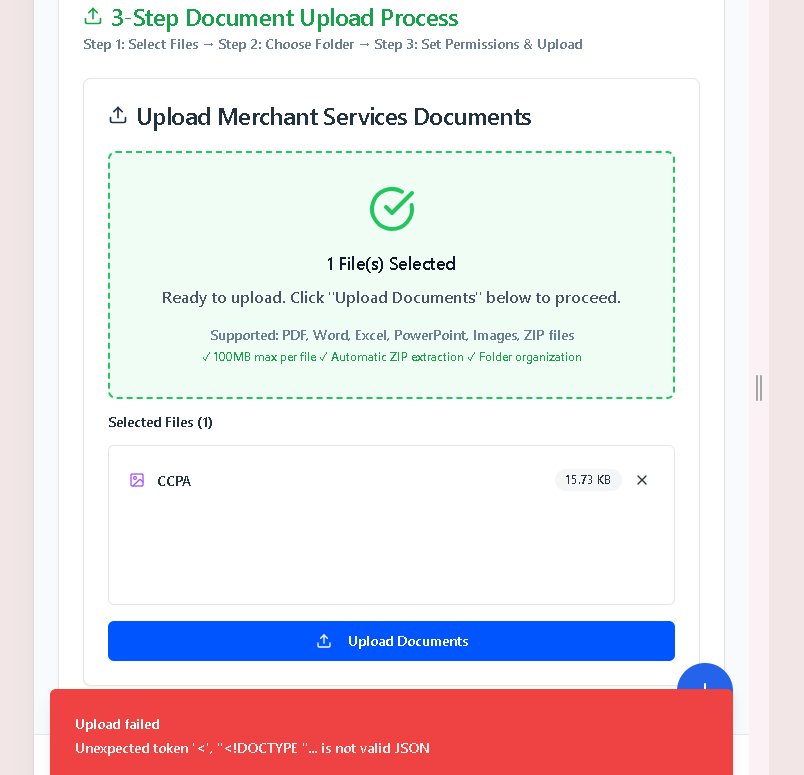 3-Step Document Upload Process
Step 1: Select Files → Step 2: Choose Folder → Step 3: Set Permissions & Upload
Upload Merchant Services Documents
1 File(s) Selected
Ready to upload. Click "Upload Documents" below to proceed.
Supported: PDF, Word, Excel, PowerPoint, Images, ZIP files
✓ 100MB max per file ✓ Automatic ZIP extraction ✓ Folder organization
Selected Files (1)
CCPA 15.73 KB
Upload Documents
Upload failed
Unexpected token '<', "<!DOCTYPE "... is not valid JSON